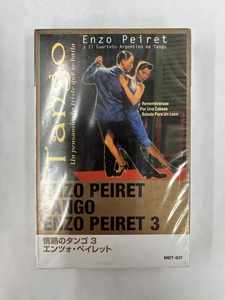 Tango
Un pensamiento triste que se baila
Enzo Peiret
y El Cuarteto Argentino de Tango
Remembranzas
Por Una Cabeza
Balada Para Un Loco
ENZO PEIRET
TANGO
ENZO PEIRET 3
情熱のタンゴ 3
エンツォ・ペイレット
MBT-937